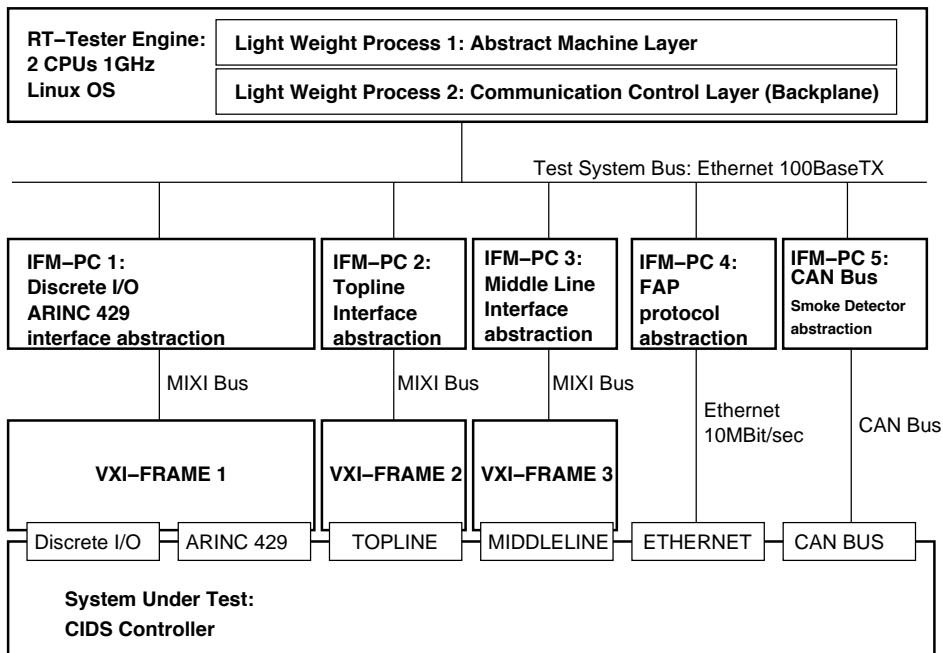 RT−Tester Engine:
2 CPUs 1GHz
Linux OS
Light Weight Process 1: Abstract Machine Layer
Light Weight Process 2: Communication Control Layer (Backplane)
Test System Bus: Ethernet 100BaseTX
IFM−PC 1:
Discrete I/O
ARINC 429
interface abstraction
IFM−PC 2:
Topline
Interface
abstraction
IFM−PC 3:
Middle Line
Interface
abstraction
IFM−PC 4:
FAP
protocol
abstraction
IFM−PC 5:
CAN Bus
Smoke Detector
abstraction
MIXI Bus
MIXI Bus
MIXI Bus
Ethernet
10MBit/sec
CAN Bus
VXI−FRAME 1
VXI−FRAME 2
VXI−FRAME 3
Discrete I/O
ARINC 429
TOPLINE
MIDDLELINE
ETHERNET
CAN BUS
System Under Test:
CIDS Controller